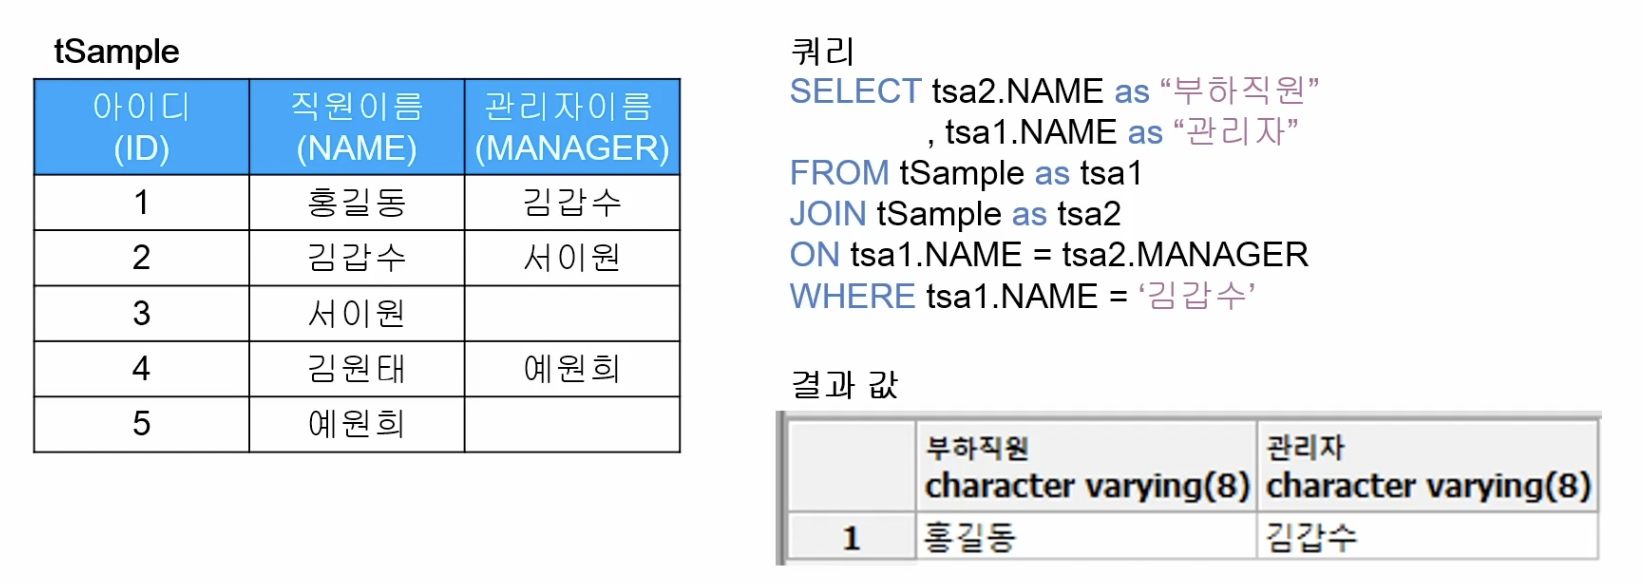 tSample
아이디 직원이름 관리자이름
(ID) (NAME) (MANAGER)
1 홍길동 김갑수
2 김갑수 서이원
3 서이원
4 김원태 예원희
5 예원희
쿼리
SELECT tsa2.NAME as “부하직원”
, tsa1.NAME as “관리자”
FROM tSample as tsa1
JOIN tSample as tsa2
ON tsa1.NAME = tsa2.MANAGER
WHERE tsa1.NAME = ‘김갑수’
결과 값
부하직원 관리자
character varying(8) character varying(8)
1 홍길동 김갑수